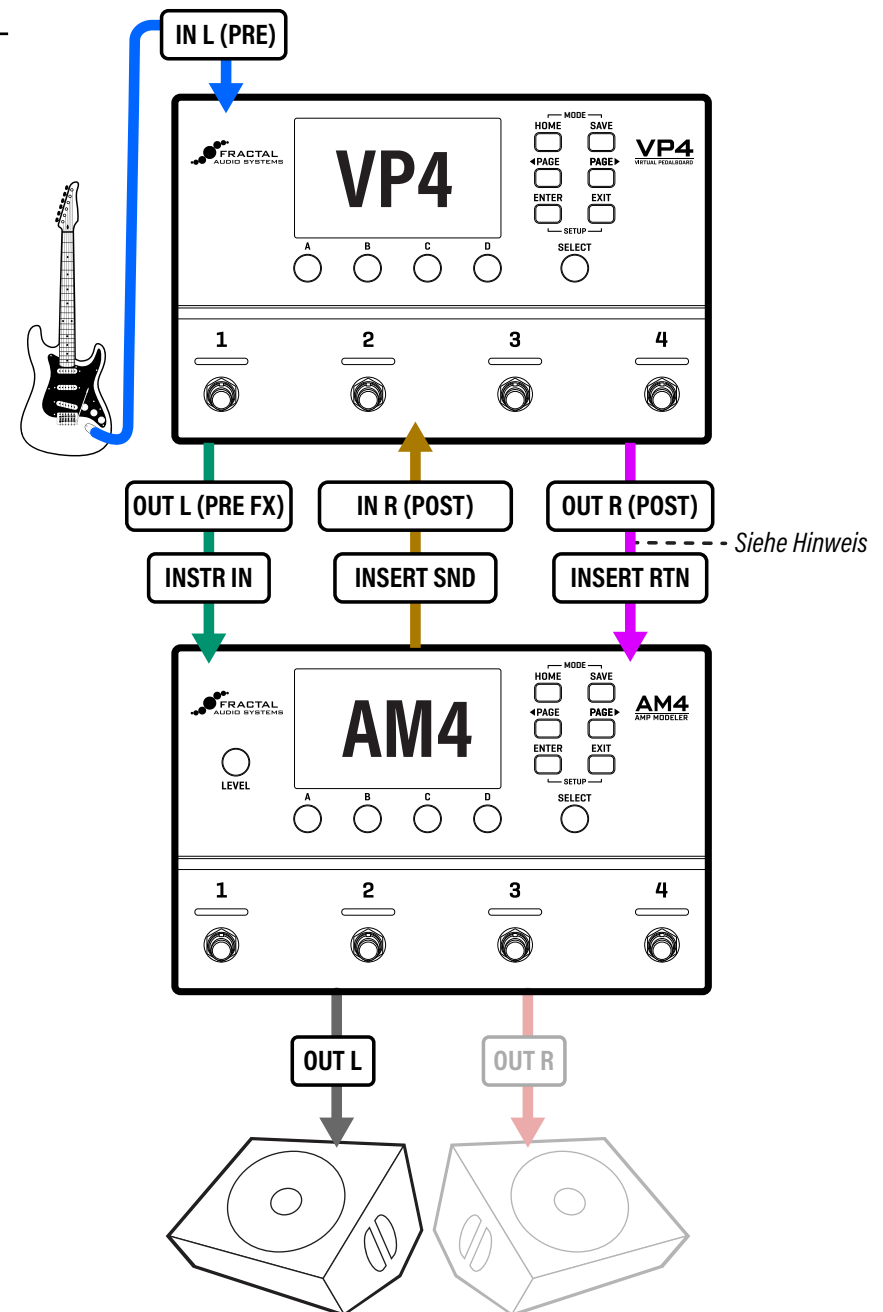 IN L (PRE)
FRACTAL
AUDIO SYSTEMS
VP4
MODE
HOME SAVE
◄PAGE PAGE►
ENTER EXIT
SETUP
VP4
VIRTUAL PEDALBOARD
A B C D SELECT
1 2 3 4
OUT L (PRE FX) IN R (POST) OUT R (POST)
Siehe Hinweis
INSTR IN INSERT SND INSERT RTN
FRACTAL
AUDIO SYSTEMS
LEVEL
AM4
MODE
HOME SAVE
◄PAGE PAGE►
ENTER EXIT
SETUP
AM4
AMP MODELER
A B C D SELECT
1 2 3 4
OUT L OUT R